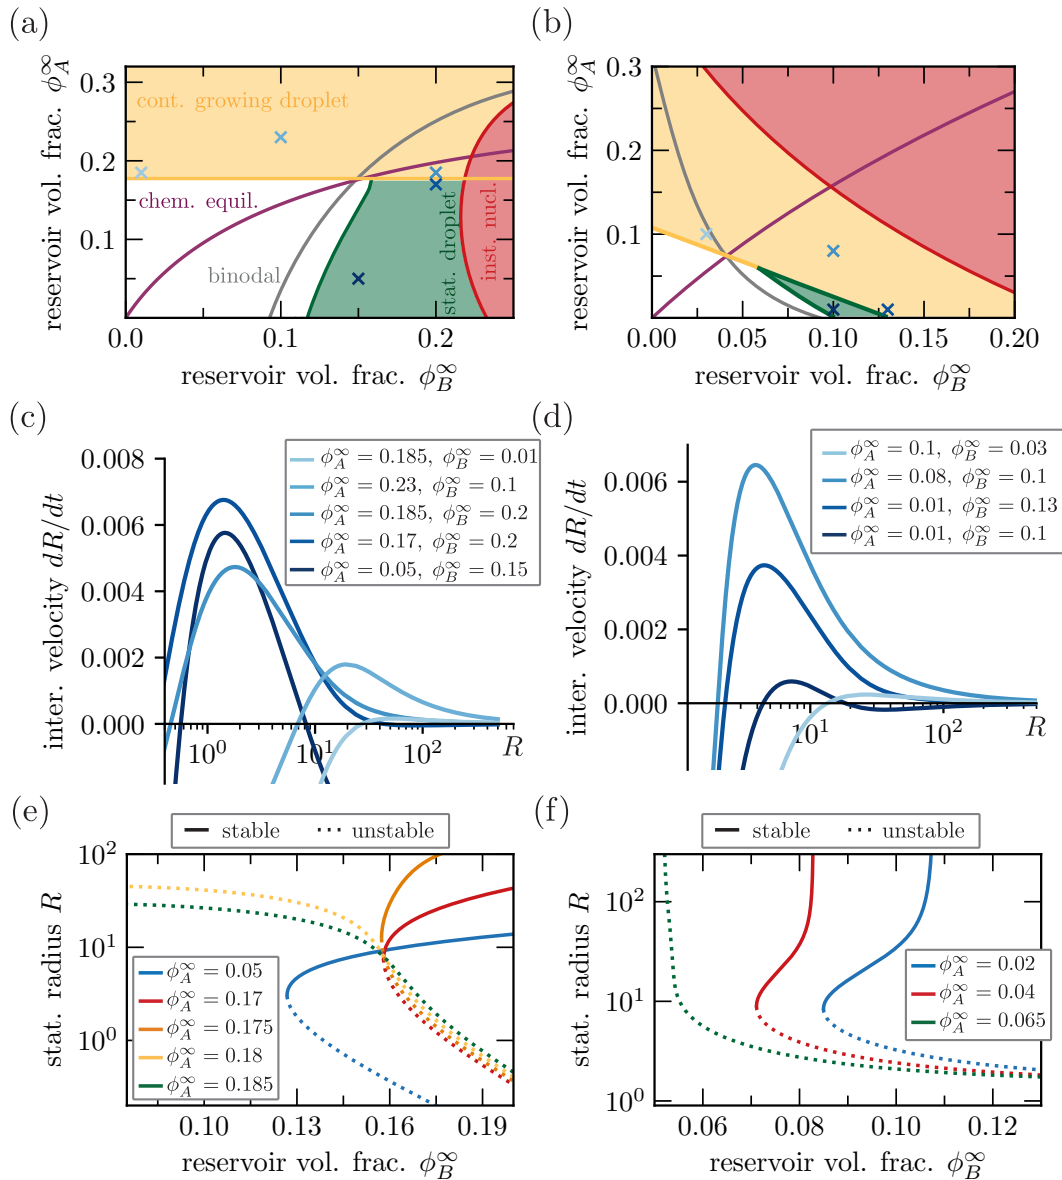 (a)
reservoir vol. frac. ϕ_A^∞
0.3
0.2
0.1
cont. growing droplet
chem. equil.
binodal
stat. droplet
inst. nucl.
0.0
0.1
0.2
reservoir vol. frac. ϕ_B^∞
(b)
reservoir vol. frac. ϕ_A^∞
0.3
0.2
0.1
0.0
0.00
0.05
0.10
0.15
0.20
reservoir vol. frac. ϕ_B^∞
(c)
inter. velocity dR/dt
0.008
0.006
0.004
0.002
0.000
10^0
10^1
10^2
R
ϕ_A^∞ = 0.185, ϕ_B^∞ = 0.01
ϕ_A^∞ = 0.23, ϕ_B^∞ = 0.1
ϕ_A^∞ = 0.185, ϕ_B^∞ = 0.2
ϕ_A^∞ = 0.17, ϕ_B^∞ = 0.2
ϕ_A^∞ = 0.05, ϕ_B^∞ = 0.15
(d)
inter. velocity dR/dt
0.006
0.004
0.002
0.000
10^1
10^2
R
ϕ_A^∞ = 0.1, ϕ_B^∞ = 0.03
ϕ_A^∞ = 0.08, ϕ_B^∞ = 0.1
ϕ_A^∞ = 0.01, ϕ_B^∞ = 0.13
ϕ_A^∞ = 0.01, ϕ_B^∞ = 0.1
(e)
stable unstable
stat. radius R
10^2
10^1
10^0
ϕ_A^∞ = 0.05
ϕ_A^∞ = 0.17
ϕ_A^∞ = 0.175
ϕ_A^∞ = 0.18
ϕ_A^∞ = 0.185
0.10
0.13
0.16
0.19
reservoir vol. frac. ϕ_B^∞
(f)
stable unstable
stat. radius R
10^2
10^1
10^0
ϕ_A^∞ = 0.02
ϕ_A^∞ = 0.04
ϕ_A^∞ = 0.065
0.06
0.08
0.10
0.12
reservoir vol. frac. ϕ_B^∞